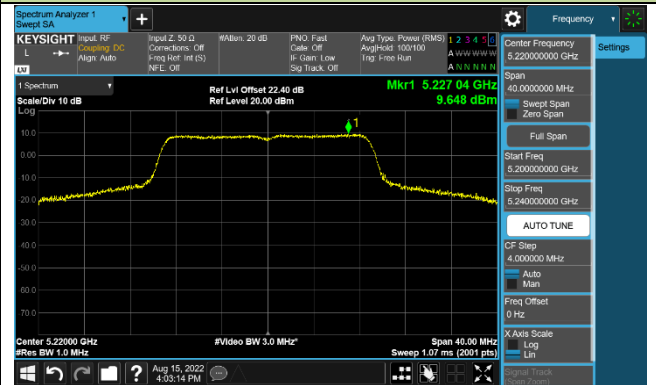 Spectrum Analyzer 1
Swept SA
Frequency
KEYSIGHT
Input: RF
Coupling: DC
Align: Auto
Input Z: 50 Ω
Corrections: Off
Freq Ref: Int (S)
NFE: Off
#Atten: 20 dB
PNO: Fast
Gate: Off
IF Gain: Low
Sig Track: Off
Avg Type: Power (RMS)
Avg|Hold: 100/100
Trig: Free Run
1 2 3 4 5 6
A W W W W W
A N N N N N
L
1 Spectrum
Scale/Div 10 dB
Log
Ref Lvl Offset 22.40 dB
Ref Level 20.00 dBm
Mkr1 5.227 04 GHz
9.648 dBm
1
10.0
0.00
-10.0
-20.0
-30.0
-40.0
-50.0
-60.0
-70.0
Center 5.22000 GHz
#Res BW 1.0 MHz
#Video BW 3.0 MHz*
Span 40.00 MHz
Sweep 1.07 ms (2001 pts)
Aug 15, 2022
4:03:14 PM
Center Frequency
5.220000000 GHz
Settings
Span
40.0000000 MHz
Swept Span
Zero Span
Full Span
Start Freq
5.200000000 GHz
Stop Freq
5.240000000 GHz
AUTO TUNE
CF Step
4.000000 MHz
Auto
Man
Freq Offset
0 Hz
X Axis Scale
Log
Lin
Signal Track
(Span Zoom)